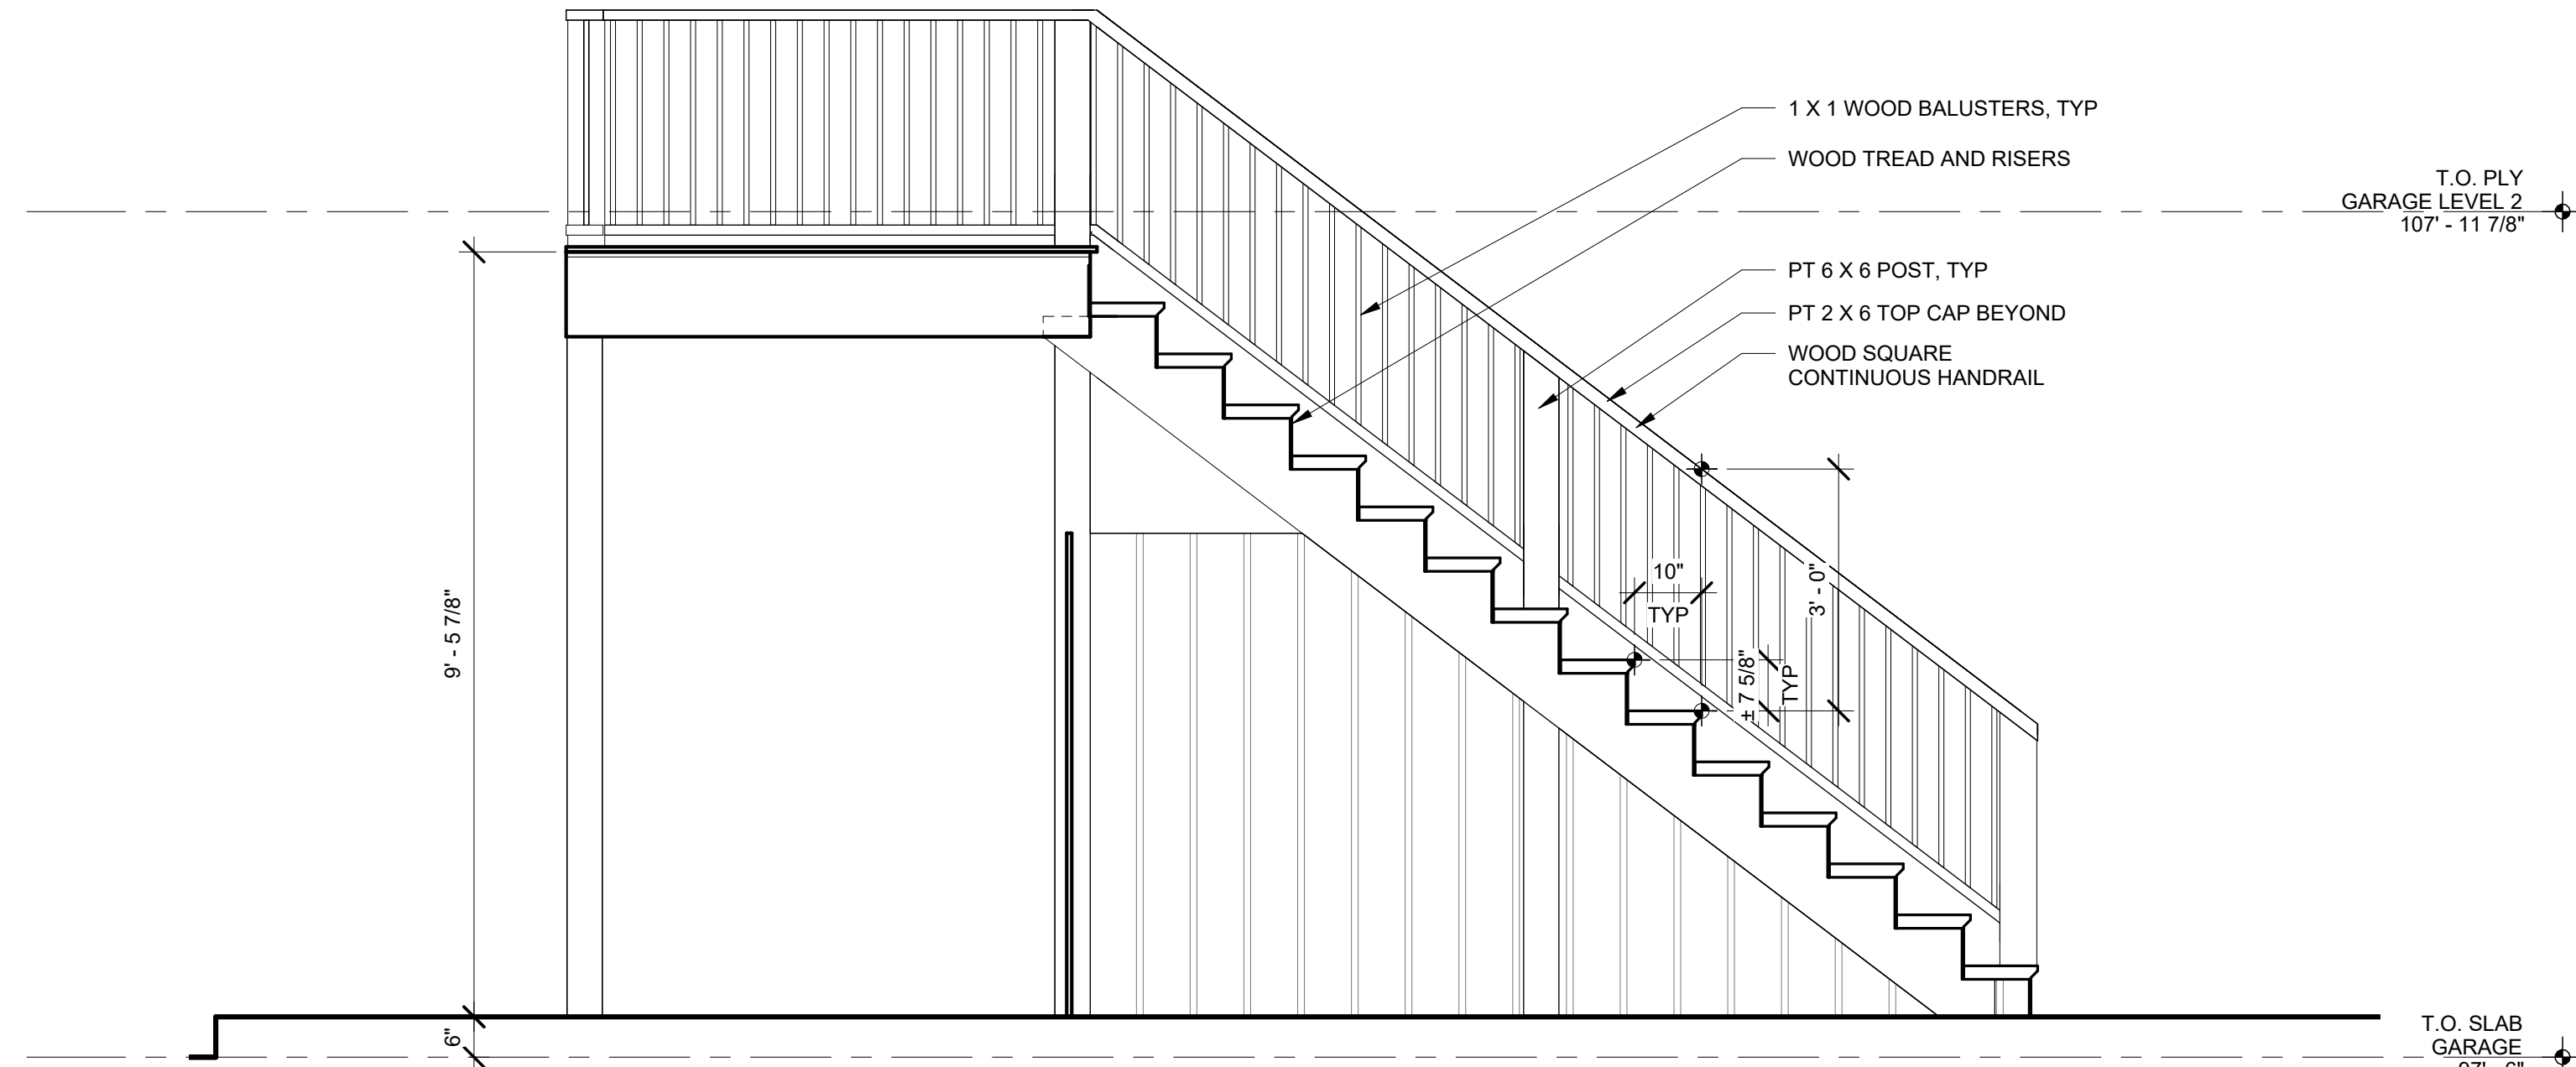 1 X 1 WOOD BALUSTERS, TYP
WOOD TREAD AND RISERS
T.O. PLY
GARAGE LEVEL 2
107' - 11 7/8"
PT 6 X 6 POST, TYP
PT 2 X 6 TOP CAP BEYOND
WOOD SQUARE
CONTINUOUS HANDRAIL
10"
TYP
3' - 0"
± 7 5/8"
TYP
9' - 5 7/8"
6"
T.O. SLAB
GARAGE
97' - 6"